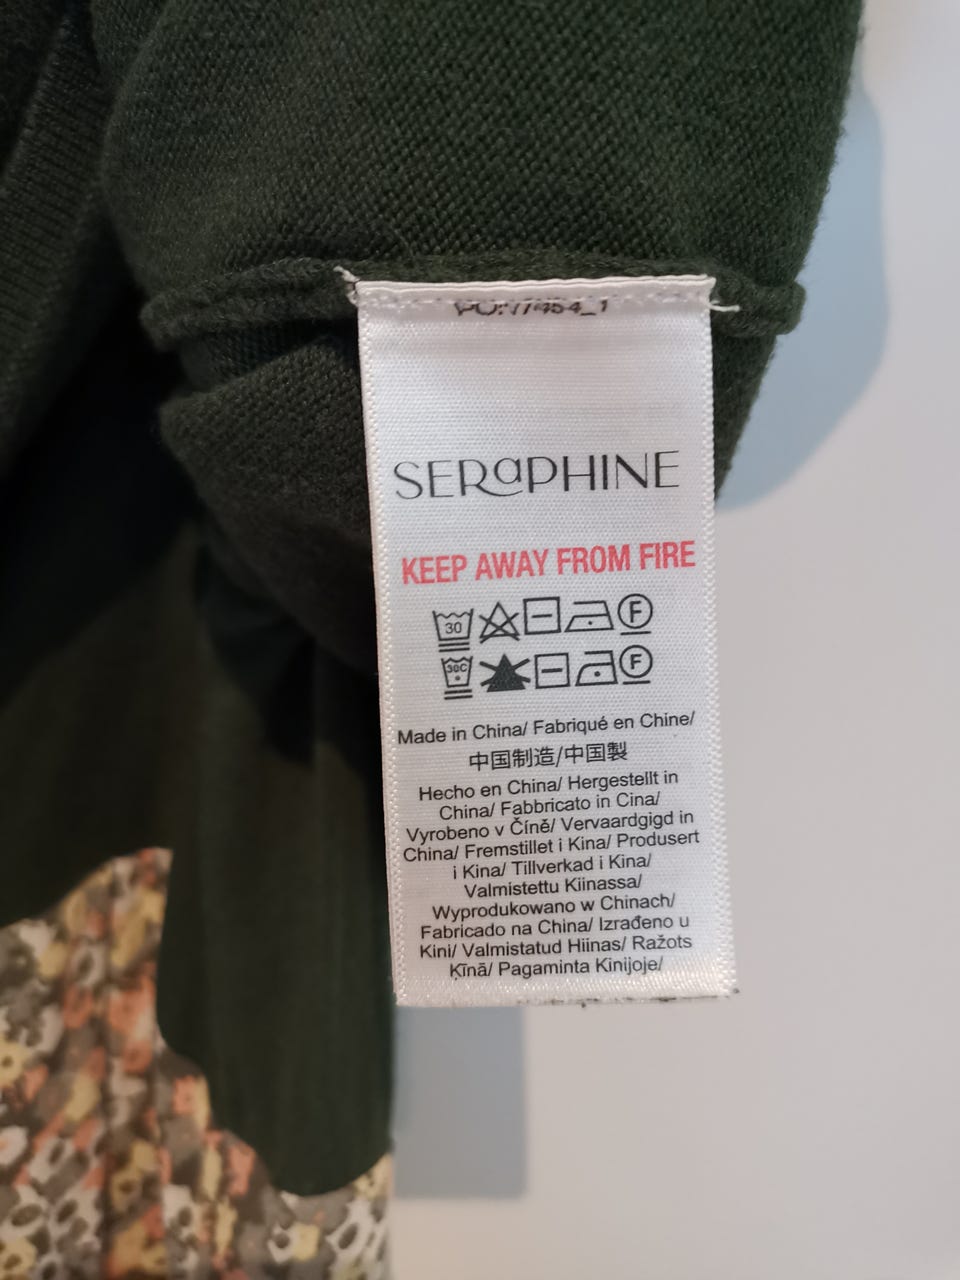 SERaPHINE
KEEP AWAY FROM FIRE
30 F
30C F
Made in China/ Fabriqué en Chine/
中国制造/中国製
Hecho en China/ Hergestellt in
China/ Fabbricato in Cina/
Vyrobeno v Číně/ Vervaardgigd in
China/ Fremstillet i Kina/ Produsert
i Kina/ Tillverkad i Kina/
Valmistettu Kiinassa/
Wyprodukowano w Chinach/
Fabricado na China/ Izrađeno u
Kini/ Valmistatud Hiinas/ Ražots
Ķīnā/ Pagaminta Kinijoje/